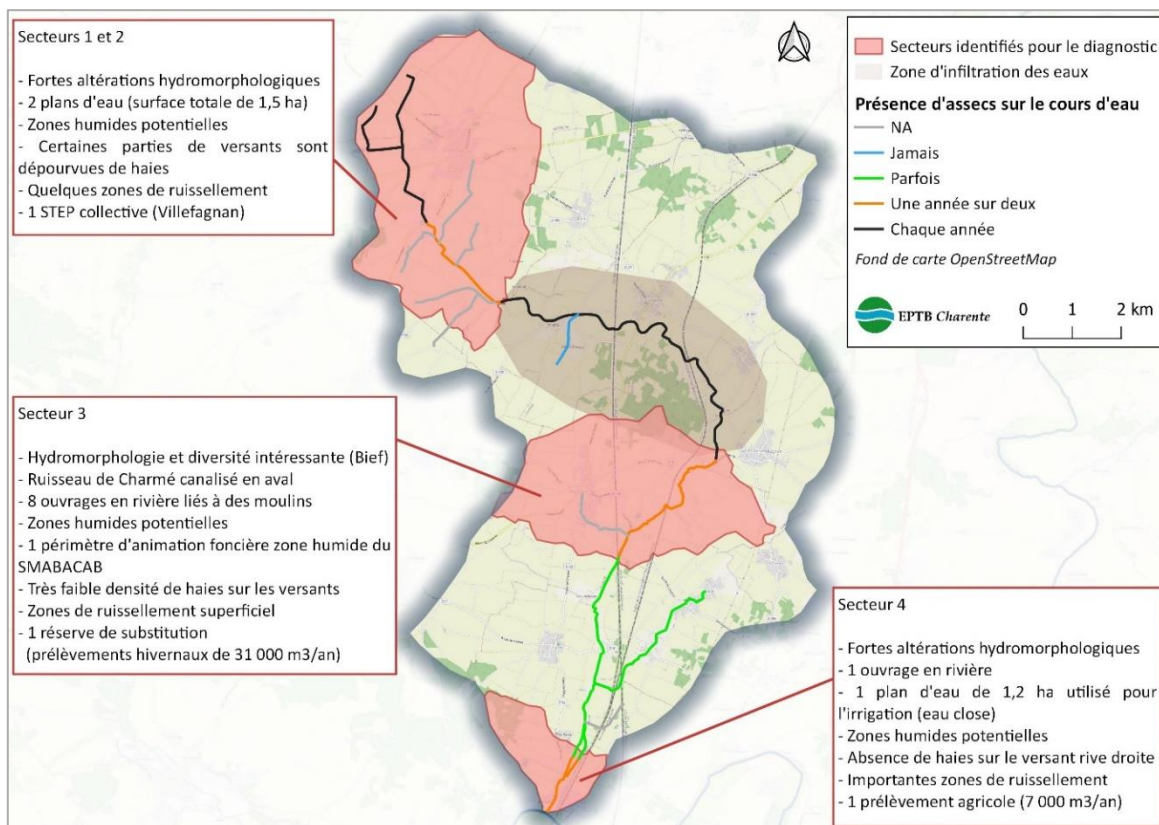 Secteurs 1 et 2
- Fortes altérations hydromorphologiques
- 2 plans d'eau (surface totale de 1,5 ha)
- Zones humides potentielles
- Certaines parties de versants sont
dépourvues de haies
- Quelques zones de ruissellement
- 1 STEP collective (Villefagnan)
Secteurs identifiés pour le diagnostic
Zone d'infiltration des eaux
Présence d'assecs sur le cours d'eau
NA
Jamais
Parfois
Une année sur deux
Chaque année
Fond de carte OpenStreetMap
EPTB Charente
0 1 2 km
Secteur 3
- Hydromorphologie et diversité intéressante (Bief)
- Ruisseau de Charmé canalisé en aval
- 8 ouvrages en rivière liés à des moulins
- Zones humides potentielles
- 1 périmètre d'animation foncière zone humide du
SMABACAB
- Très faible densité de haies sur les versants
- Zones de ruissellement superficiel
- 1 réserve de substitution
(prélèvements hivernaux de 31 000 m3/an)
Secteur 4
- Fortes altérations hydromorphologiques
- 1 ouvrage en rivière
- 1 plan d'eau de 1,2 ha utilisé pour
l'irrigation (eau close)
- Zones humides potentielles
- Absence de haies sur le versant rive droite
- Importantes zones de ruissellement
- 1 prélèvement agricole (7 000 m3/an)